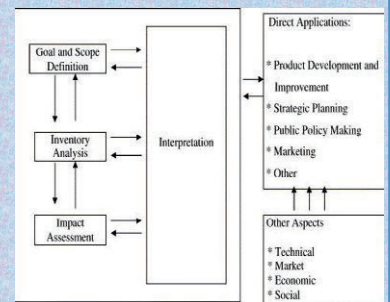 Goal and Scope
Definition
Inventory
Analysis
Impact
Assessment
Interpretation
Direct Applications:
* Product Development and
Improvement
* Strategic Planning
* Public Policy Making
* Marketing
* Other
Other Aspects
* Technical
* Market
* Economic
* Social